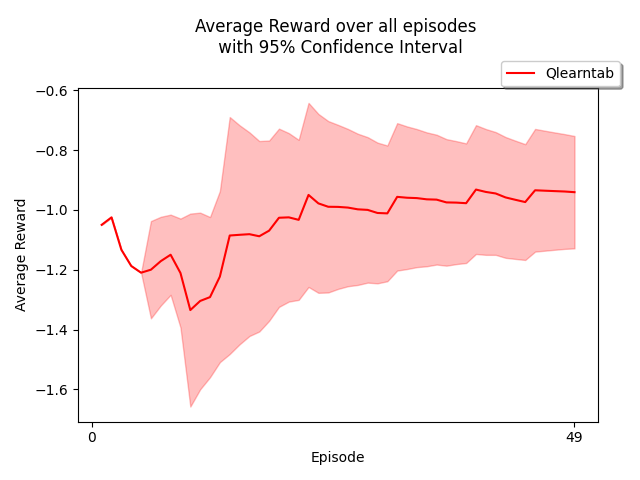 Average Reward over all episodes
with 95% Confidence Interval
Qlearntab
−0.6
−0.8
−1.0
−1.2
−1.4
−1.6
Average Reward
0
49
Episode